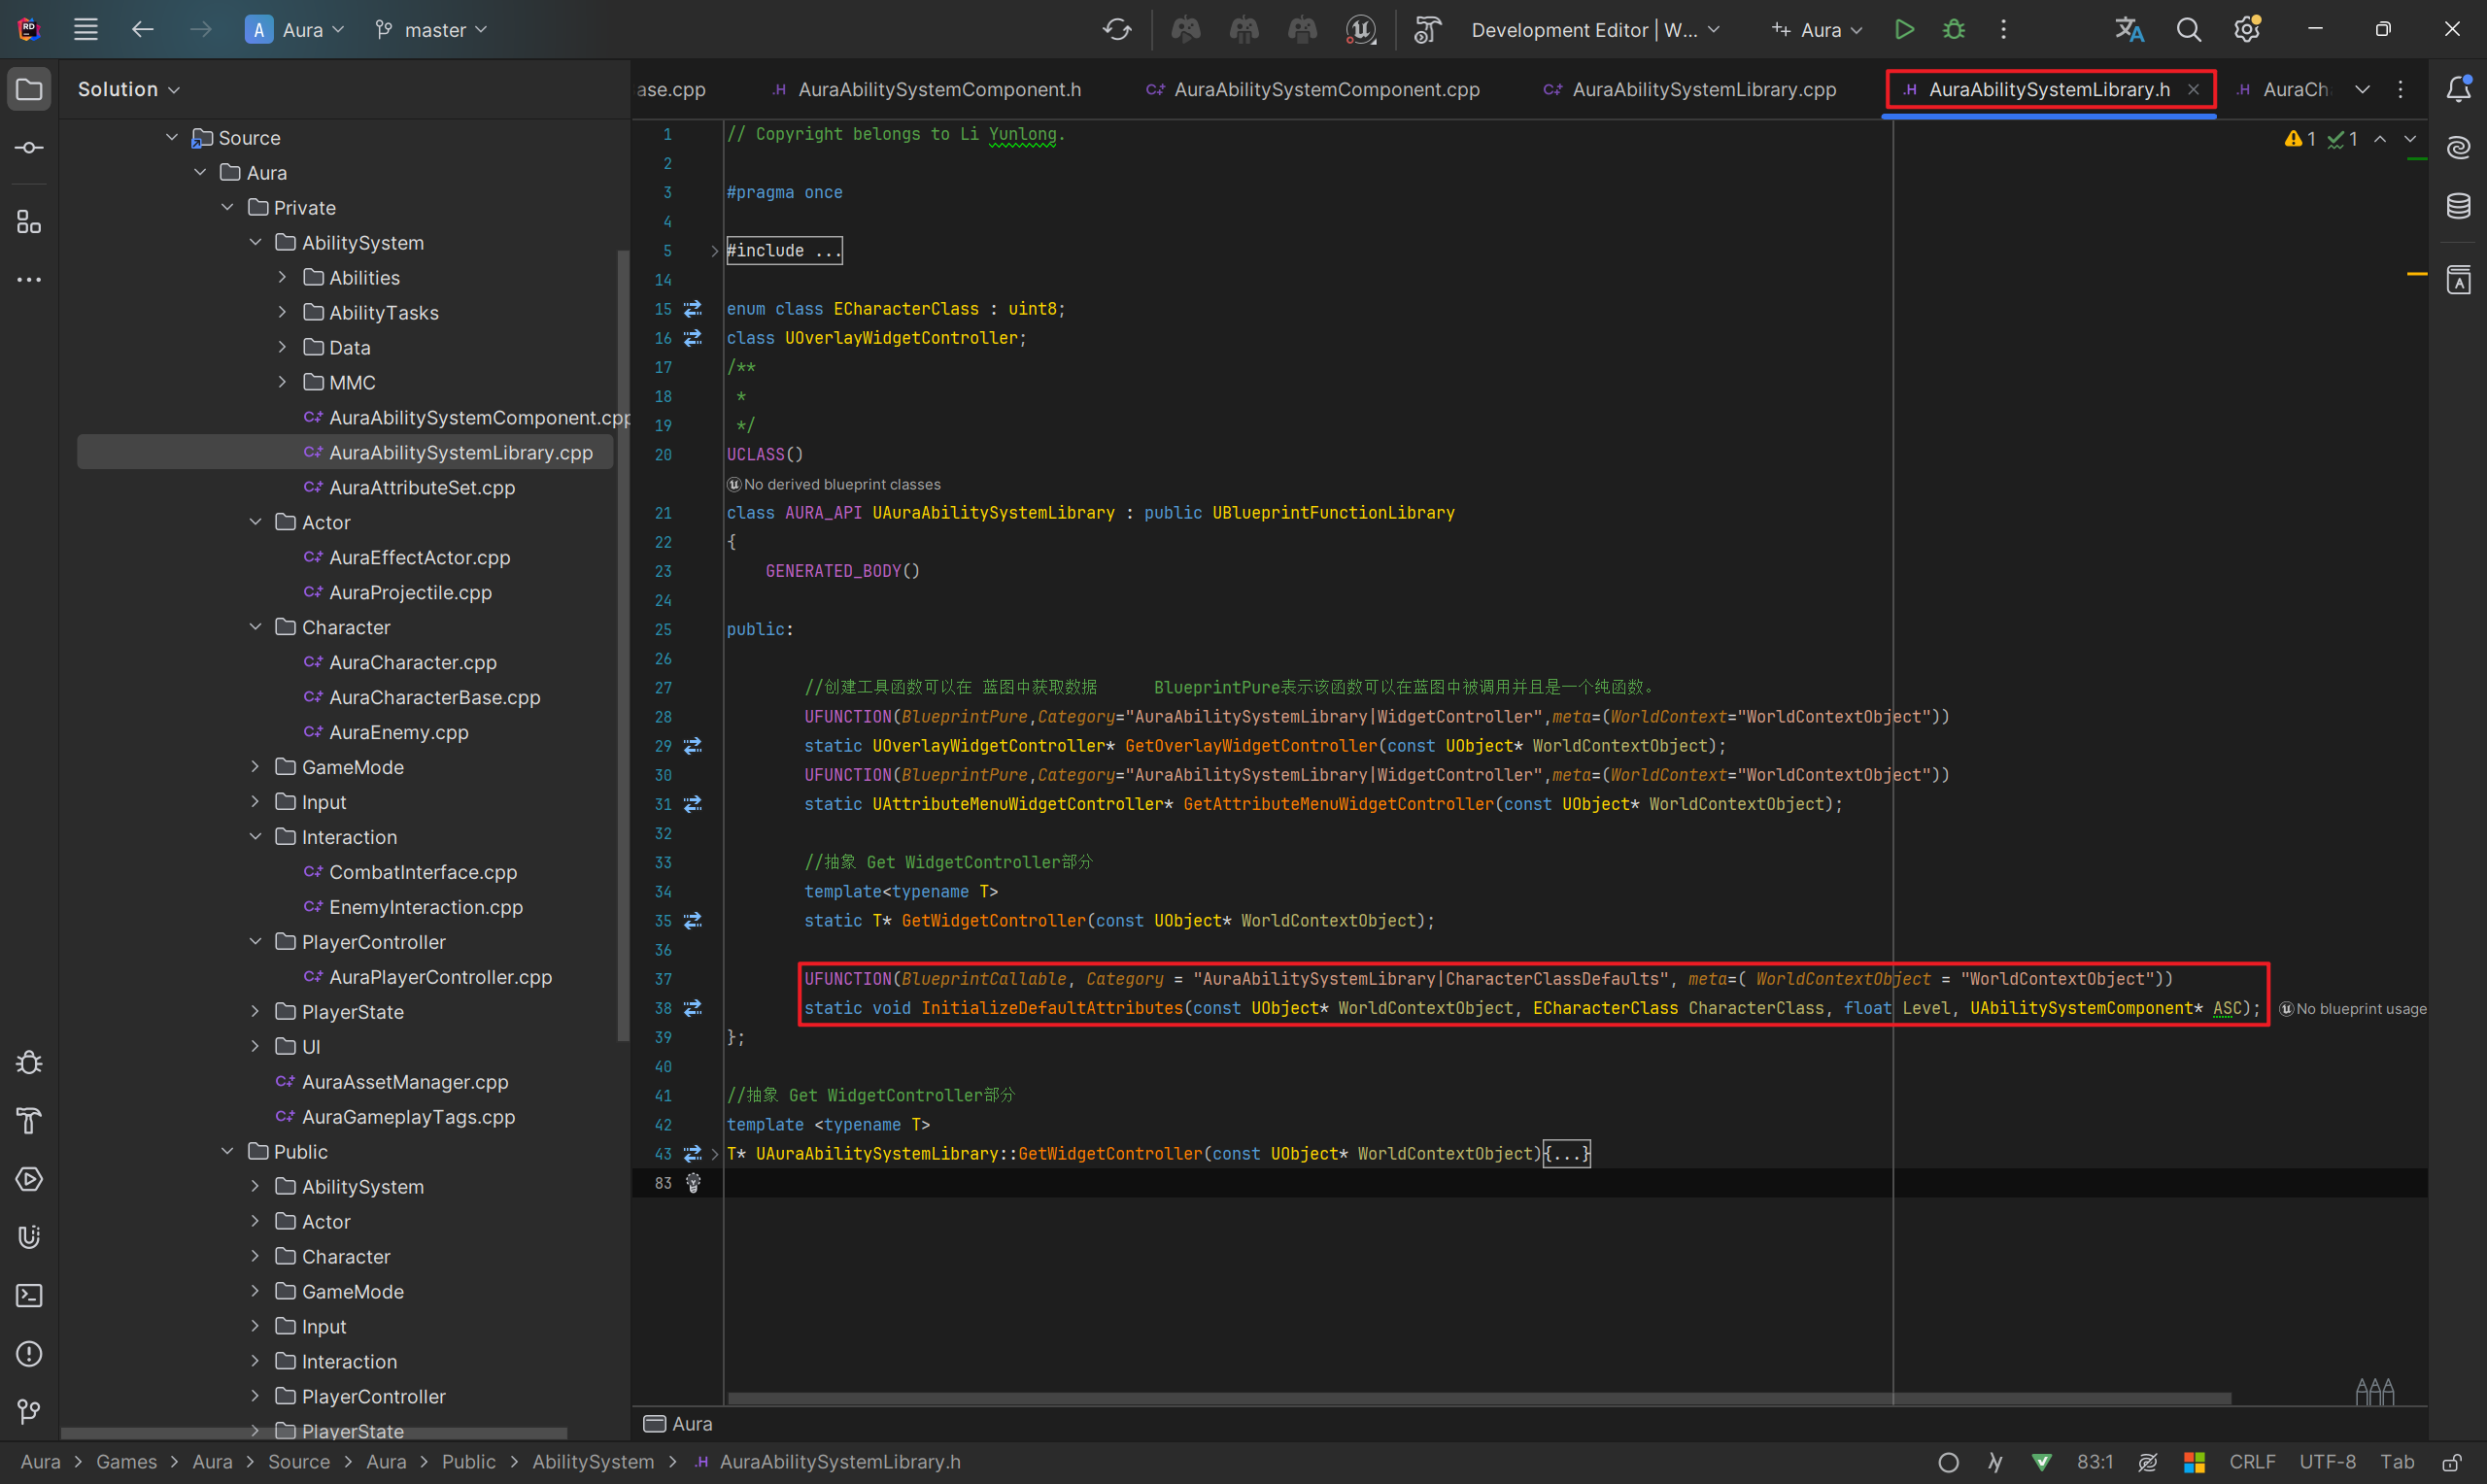 Aura
master
Development Editor | W...
Aura
Solution
Source
Aura
Private
AbilitySystem
Abilities
AbilityTasks
Data
MMC
AuraAbilitySystemComponent.cpp
AuraAbilitySystemLibrary.cpp
AuraAttributeSet.cpp
Actor
AuraEffectActor.cpp
AuraProjectile.cpp
Character
AuraCharacter.cpp
AuraCharacterBase.cpp
AuraEnemy.cpp
GameMode
Input
Interaction
CombatInterface.cpp
EnemyInteraction.cpp
PlayerController
AuraPlayerController.cpp
PlayerState
UI
AuraAssetManager.cpp
AuraGameplayTags.cpp
Public
AbilitySystem
Actor
Character
GameMode
Input
Interaction
PlayerController
PlayerState
ase.cpp
.H AuraAbilitySystemComponent.h
AuraAbilitySystemComponent.cpp
AuraAbilitySystemLibrary.cpp
.H AuraAbilitySystemLibrary.h
.H AuraCh
1 1
1 // Copyright belongs to Li Yunlong.
2
3 #pragma once
4
5 #include ...
14
15 enum class ECharacterClass : uint8;
16 class UOverlayWidgetController;
17 /**
18 *
19 */
20 UCLASS()
No derived blueprint classes
21 class AURA_API UAuraAbilitySystemLibrary : public UBlueprintFunctionLibrary
22 {
23 GENERATED_BODY()
24
25 public:
26
27 //创建工具函数可以在 蓝图中获取数据 BlueprintPure表示该函数可以在蓝图中被调用并且是一个纯函数。
28 UFUNCTION(BlueprintPure,Category="AuraAbilitySystemLibrary|WidgetController",meta=(WorldContext="WorldContextObject"))
29 static UOverlayWidgetController* GetOverlayWidgetController(const UObject* WorldContextObject);
30 UFUNCTION(BlueprintPure,Category="AuraAbilitySystemLibrary|WidgetController",meta=(WorldContext="WorldContextObject"))
31 static UAttributeMenuWidgetController* GetAttributeMenuWidgetController(const UObject* WorldContextObject);
32
33 //抽象 Get WidgetController部分
34 template<typename T>
35 static T* GetWidgetController(const UObject* WorldContextObject);
36
37 UFUNCTION(BlueprintCallable, Category = "AuraAbilitySystemLibrary|CharacterClassDefaults", meta=( WorldContextObject = "WorldContextObject"))
38 static void InitializeDefaultAttributes(const UObject* WorldContextObject, ECharacterClass CharacterClass, float Level, UAbilitySystemComponent* ASC); No blueprint usage
39 };
40
41 //抽象 Get WidgetController部分
42 template <typename T>
43 T* UAuraAbilitySystemLibrary::GetWidgetController(const UObject* WorldContextObject){...}
83
Aura
Aura > Games > Aura > Source > Aura > Public > AbilitySystem > .H AuraAbilitySystemLibrary.h
83:1 CRLF UTF-8 Tab